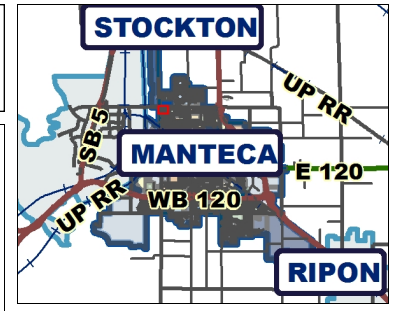 STOCKTON
UP RR
SB 5
MANTECA
E 120
UP RR
WB 120
RIPON